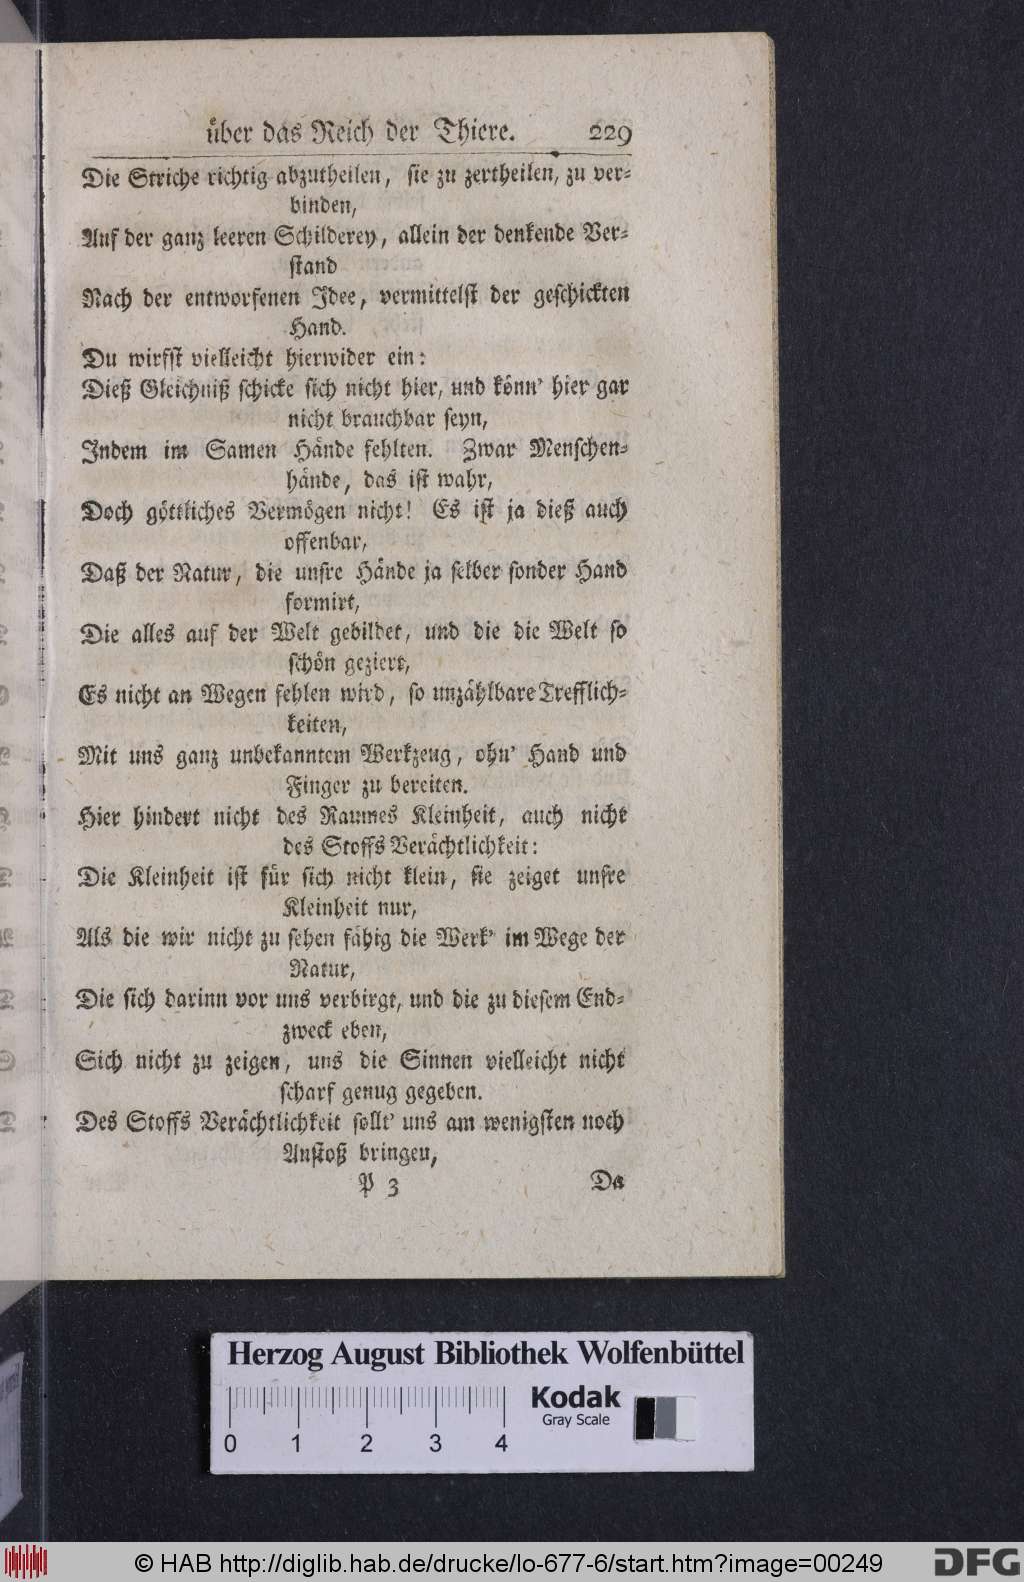 über das Reich der Thiere. 229
Die Striche richtig abzutheilen, sie zu zertheilen, zu ver-
binden,
Auf der ganz leeren Schilderey, allein der denkende Ver-
stand
Nach der entworfenen Idee, vermittelst der geschickten
Hand.
Du wirfst vielleicht hierwider ein:
Dieß Gleichniß schicke sich nicht hier, und könn' hier gar
nicht brauchbar seyn,
Indem im Samen Hände fehlten. Zwar Menschen-
hände, das ist wahr,
Doch göttliches Vermögen nicht! Es ist ja dieß auch
offenbar,
Daß der Natur, die unsre Hände ja selber sonder Hand
formirt,
Die alles auf der Welt gebildet, und die die Welt so
schön geziert,
Es nicht an Wegen fehlen wird, so unzählbare Trefflich-
keiten,
Mit uns ganz unbekanntem Werkzeug, ohn' Hand und
Finger zu bereiten.
Hier hindert nicht des Raumes Kleinheit, auch nicht
des Stoffs Verächtlichkeit:
Die Kleinheit ist für sich nicht klein, sie zeiget unsre
Kleinheit nur,
Als die wir nicht zu sehen fähig die Werk' im Wege der
Natur,
Die sich darinn vor uns verbirgt, und die zu diesem End-
zweck eben,
Sich nicht zu zeigen, uns die Sinnen vielleicht nicht
scharf genug gegeben.
Des Stoffs Verächtlichkeit sollt' uns am wenigsten noch
Anstoß bringen,
P 3 Da
Herzog August Bibliothek Wolfenbüttel
Kodak
Gray Scale
0 1 2 3 4
© HAB http://diglib.hab.de/drucke/lo-677-6/start.htm?image=00249
DFG